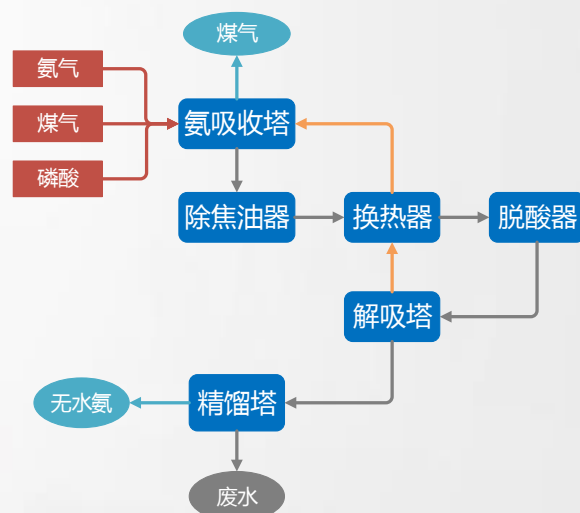 煤气
氨气
煤气
氨吸收塔
磷酸
除焦油器
换热器
脱酸器
解吸塔
无水氨
精馏塔
废水